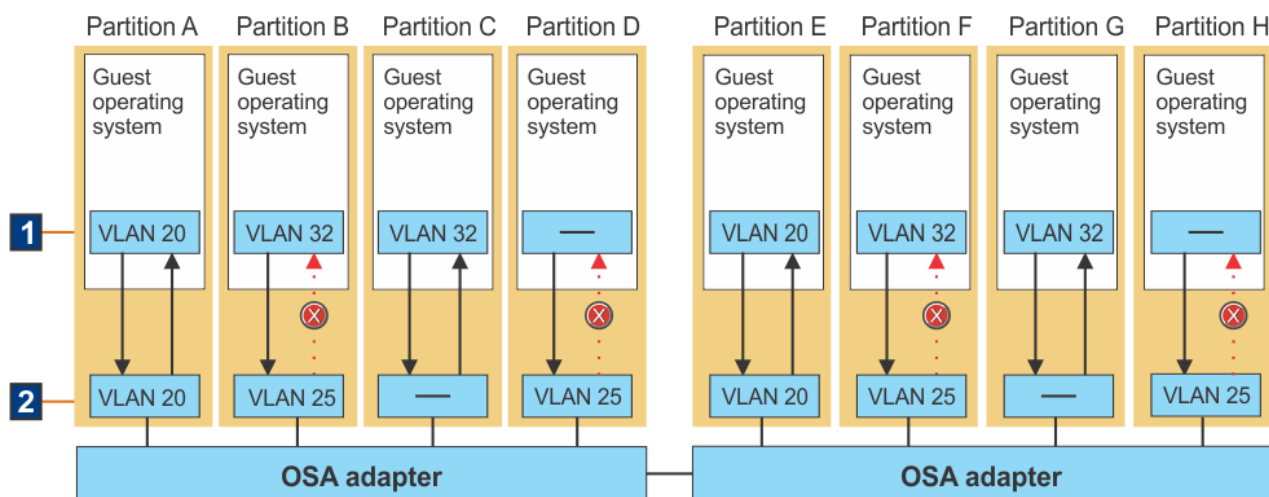 Partition A Partition B Partition C Partition D Partition E Partition F Partition G Partition H
Guest Guest Guest Guest Guest Guest Guest Guest
operating operating operating operating operating operating operating operating
system system system system system system system system
1 VLAN 20 VLAN 32 VLAN 32 — VLAN 20 VLAN 32 VLAN 32 —
X X X X
2 VLAN 20 VLAN 25 — VLAN 25 VLAN 20 VLAN 25 — VLAN 25
OSA adapter OSA adapter